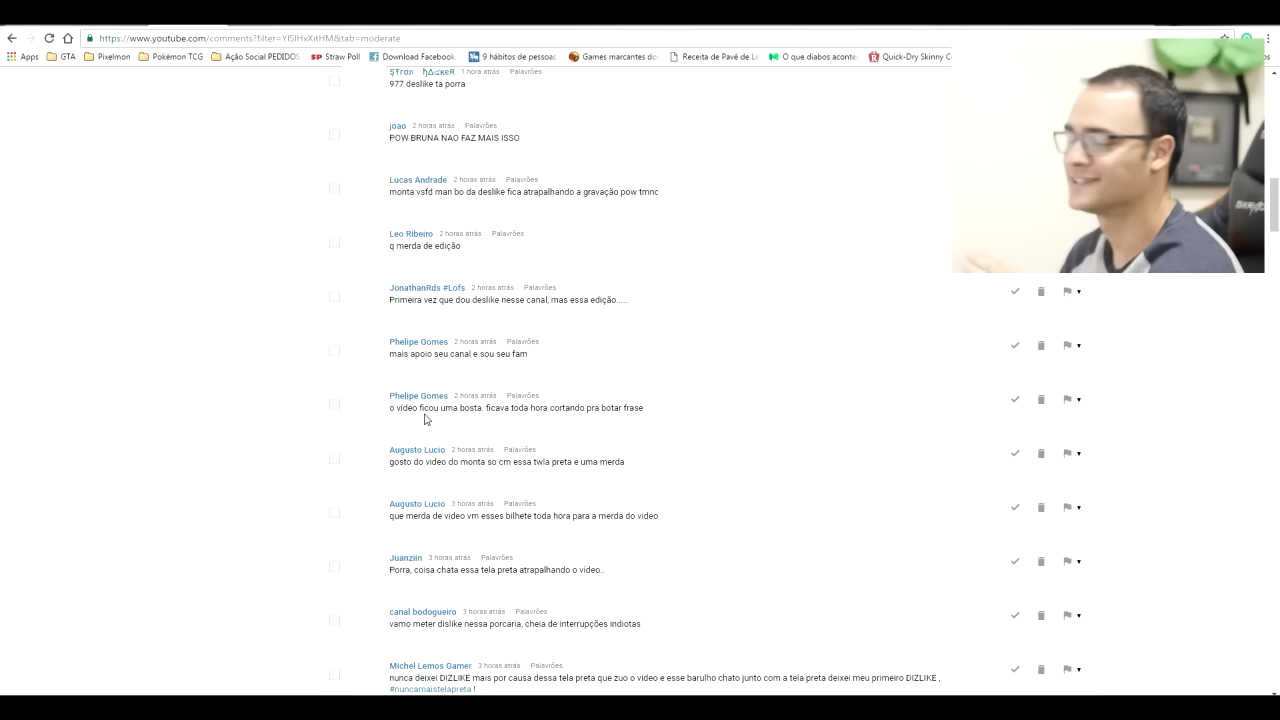 https://www.youtube.com/comments?filter=YlSlHxXitHM&tab=moderate
Apps GTA Pixelmon Pokémon TCG Ação Social PEDIDOS Straw Poll Download Facebook 9 hábitos de pessoas Games marcantes do Receita de Pavê de Le O que diabos aconte Quick-Dry Skinny C
1 hora atrás Palavrões
977 deslike ta porra
joao 2 horas atrás Palavrões
POW BRUNA NAO FAZ MAIS ISSO
Lucas Andrade 2 horas atrás Palavrões
monta vsfd man bo da deslike fica atrapalhando a gravação pow tmnc
Leo Ribeiro 2 horas atrás Palavrões
q merda de edição
JonathanRds #Lofs 2 horas atrás Palavrões
Primeira vez que dou deslike nesse canal, mas essa edição.....
Phelipe Gomes 2 horas atrás Palavrões
mais apoio seu canal e sou seu fam
Phelipe Gomes 2 horas atrás Palavrões
o vídeo ficou uma bosta. ficava toda hora cortando pra botar frase
Augusto Lucio 2 horas atrás Palavrões
gosto do video do monta so cm essa twla preta e uma merda
Augusto Lucio 3 horas atrás Palavrões
que merda de video vm esses bilhete toda hora para a merda do video
Juanziin 3 horas atrás Palavrões
Porra, coisa chata essa tela preta atrapalhando o vídeo..
canal bodogueiro 3 horas atrás Palavrões
vamo meter dislike nessa porcaria, cheia de interrupções indiotas
Michel Lemos Gamer 3 horas atrás Palavrões
nunca deixei DIZLIKE mais por causa dessa tela preta que zuo o video e esse barulho chato junto com a tela preta deixei meu primeiro DIZLIKE ,
#nuncamaistelapreta !